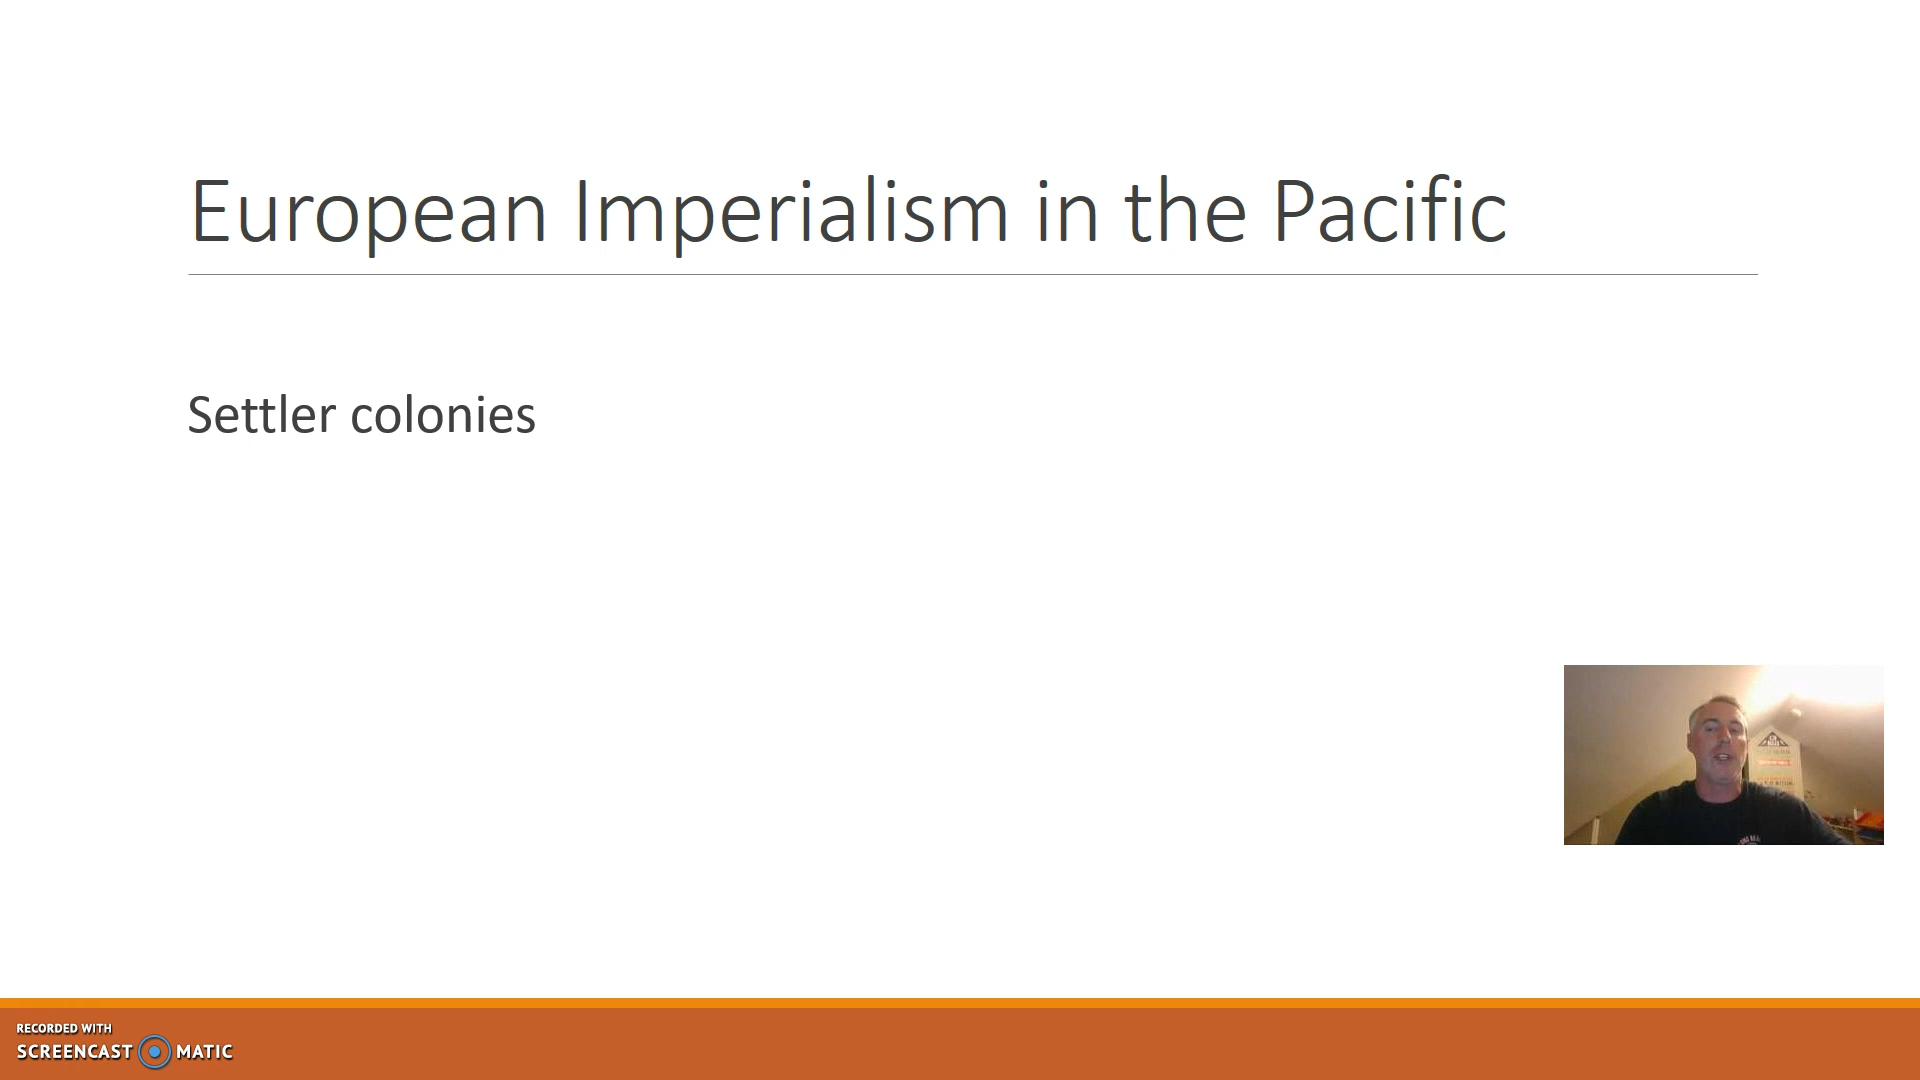 European Imperialism in the Pacific
Settler colonies
RECORDED WITH
SCREENCAST MATIC